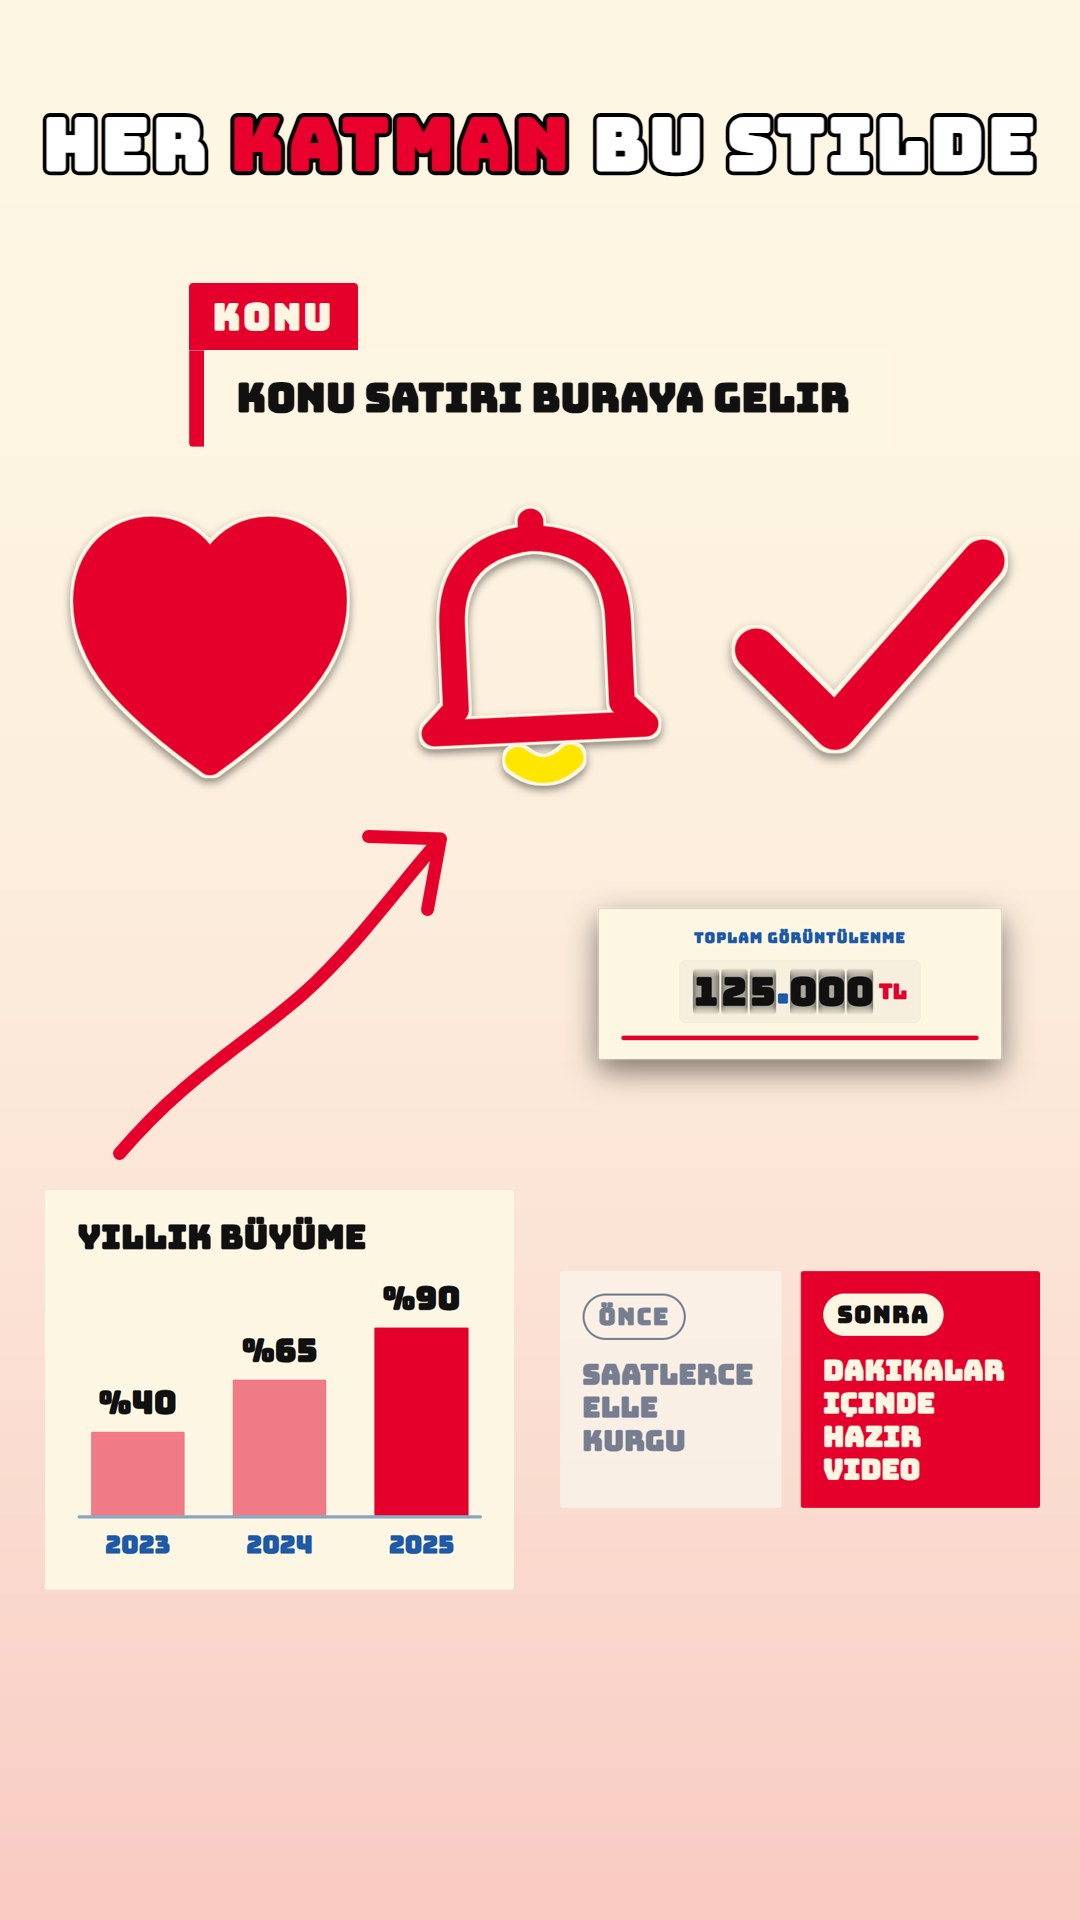 HER KATMAN BU STILDE
KONU
KONU SATIRI BURAYA GELIR
TOPLAM GÖRÜNTÜLENME
125.000 TL
YILLIK BÜYÜME
%40
%65
%90
2023
2024
2025
ÖNCE
SAATLERCE
ELLE
KURGU
SONRA
DAKIKALAR
IÇINDE
HAZIR
VIDEO